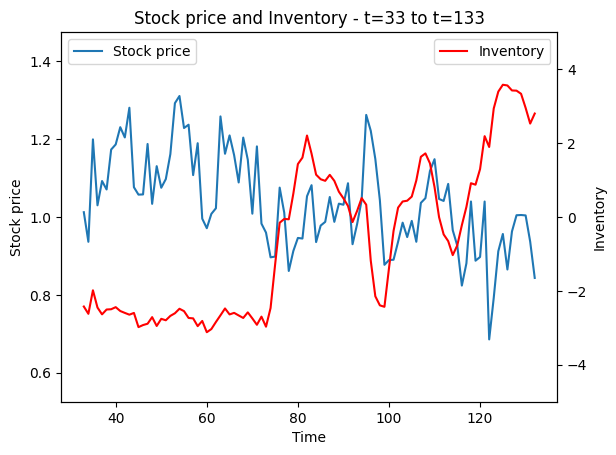 Stock price and Inventory - t=33 to t=133
Stock price
Inventory
1.4
1.2
1.0
0.8
0.6
4
2
0
−2
−4
40
60
80
100
120
Stock price
Inventory
Time